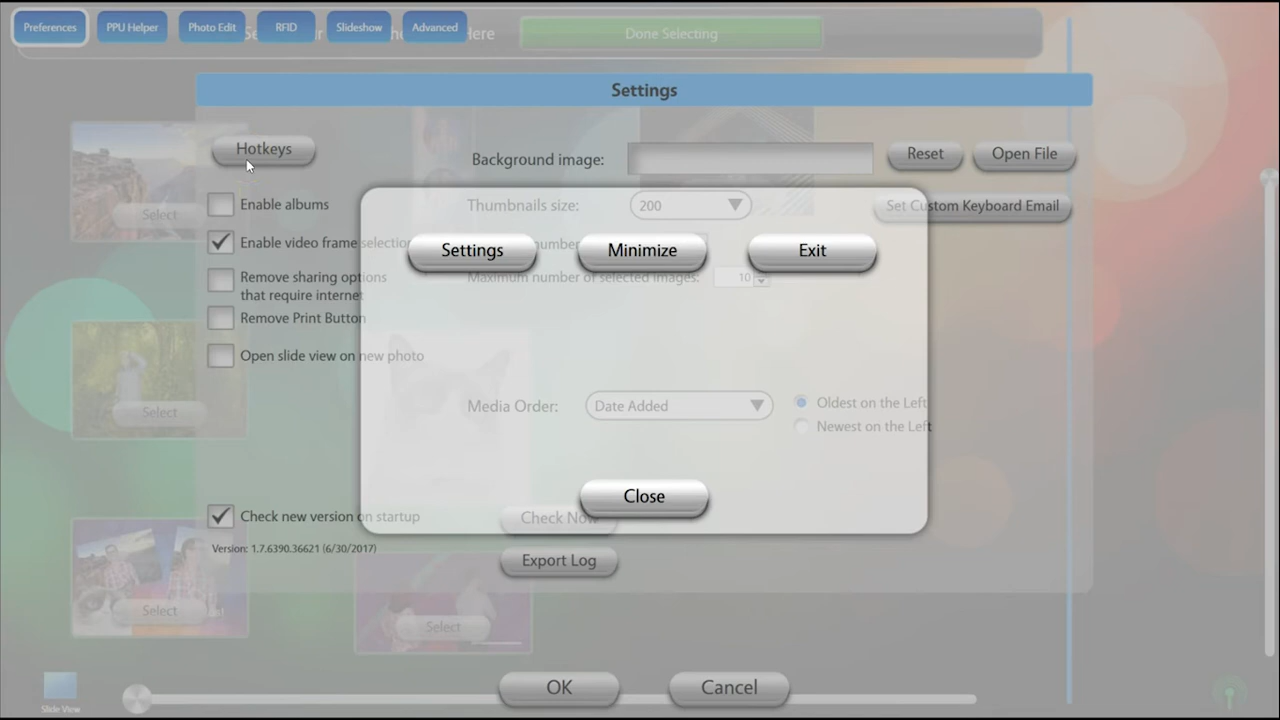 Preferences
PPU Helper
Photo Edit
RFID
Slideshow
Advanced
Here
Done Selecting
Settings
Hotkeys
Background image:
Reset
Open File
Select
Enable albums
Thumbnails size:
200
Set Custom Keyboard Email
Enable video frame selection
Settings
Minimize
Exit
Remove sharing options
that require internet
Maximum number of selected images:
10
Remove Print Button
Open slide view on new photo
Select
Media Order:
Date Added
Oldest on the Left
Newest on the Left
Close
Check new version on startup
Check Now
Version: 1.7.6390.36621 (6/30/2017)
Export Log
Select
Select
OK
Cancel
Slide View